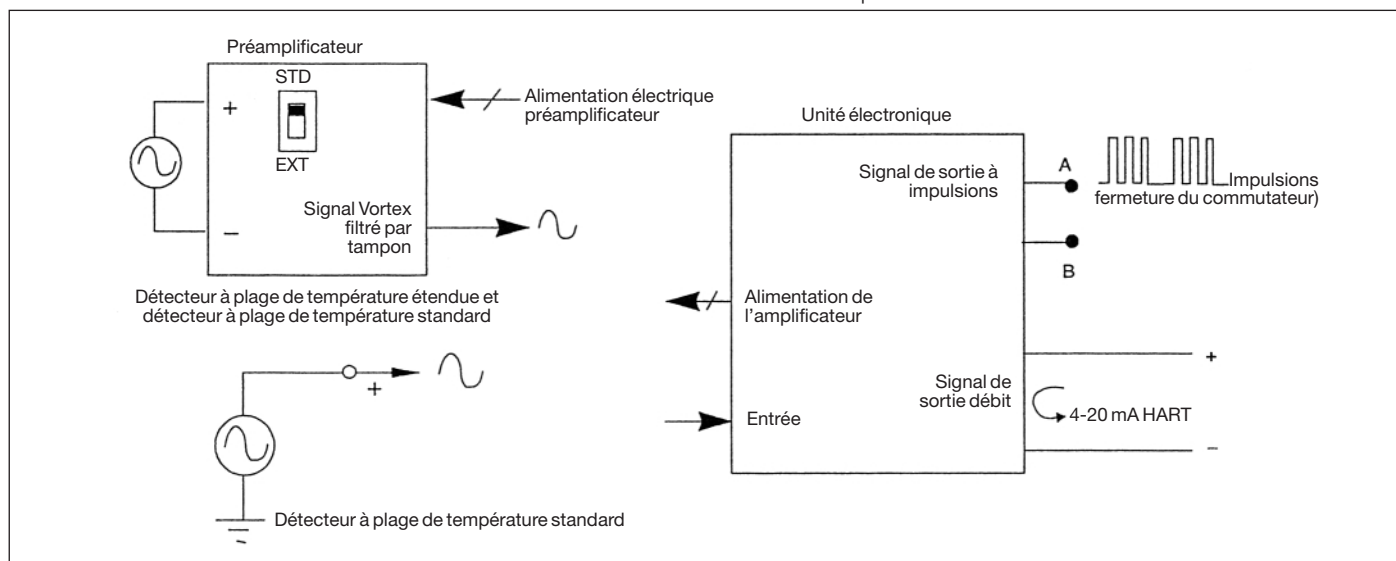 Préamplificateur
STD
+
EXT
Alimentation électrique
préamplificateur
Signal Vortex
filtré par
tampon
–
Détecteur à plage de température étendue et
détecteur à plage de température standard
+
Détecteur à plage de température standard
Unité électronique
Signal de sortie à
impulsions
A
Impulsions
fermeture du commutateur)
B
Alimentation de
l’amplificateur
+
Signal de
sortie débit
4-20 mA HART
Entrée
–